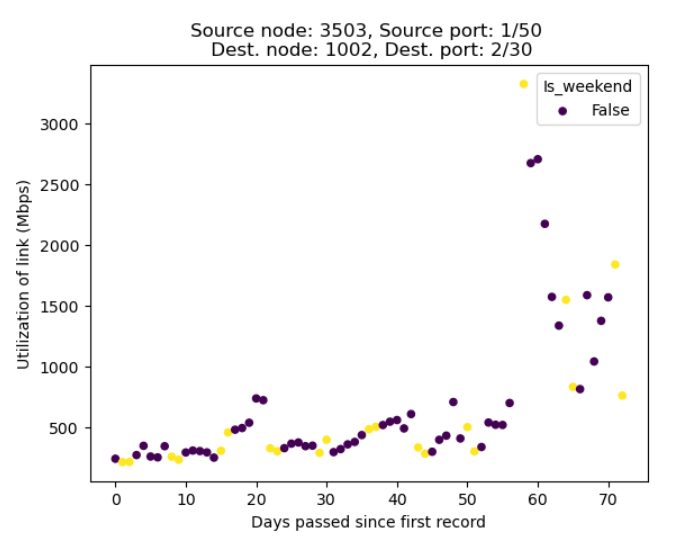 Source node: 3503, Source port: 1/50
Dest. node: 1002, Dest. port: 2/30
Is_weekend
False
3000
2500
2000
1500
1000
500
Utilization of link (Mbps)
0 10 20 30 40 50 60 70
Days passed since first record